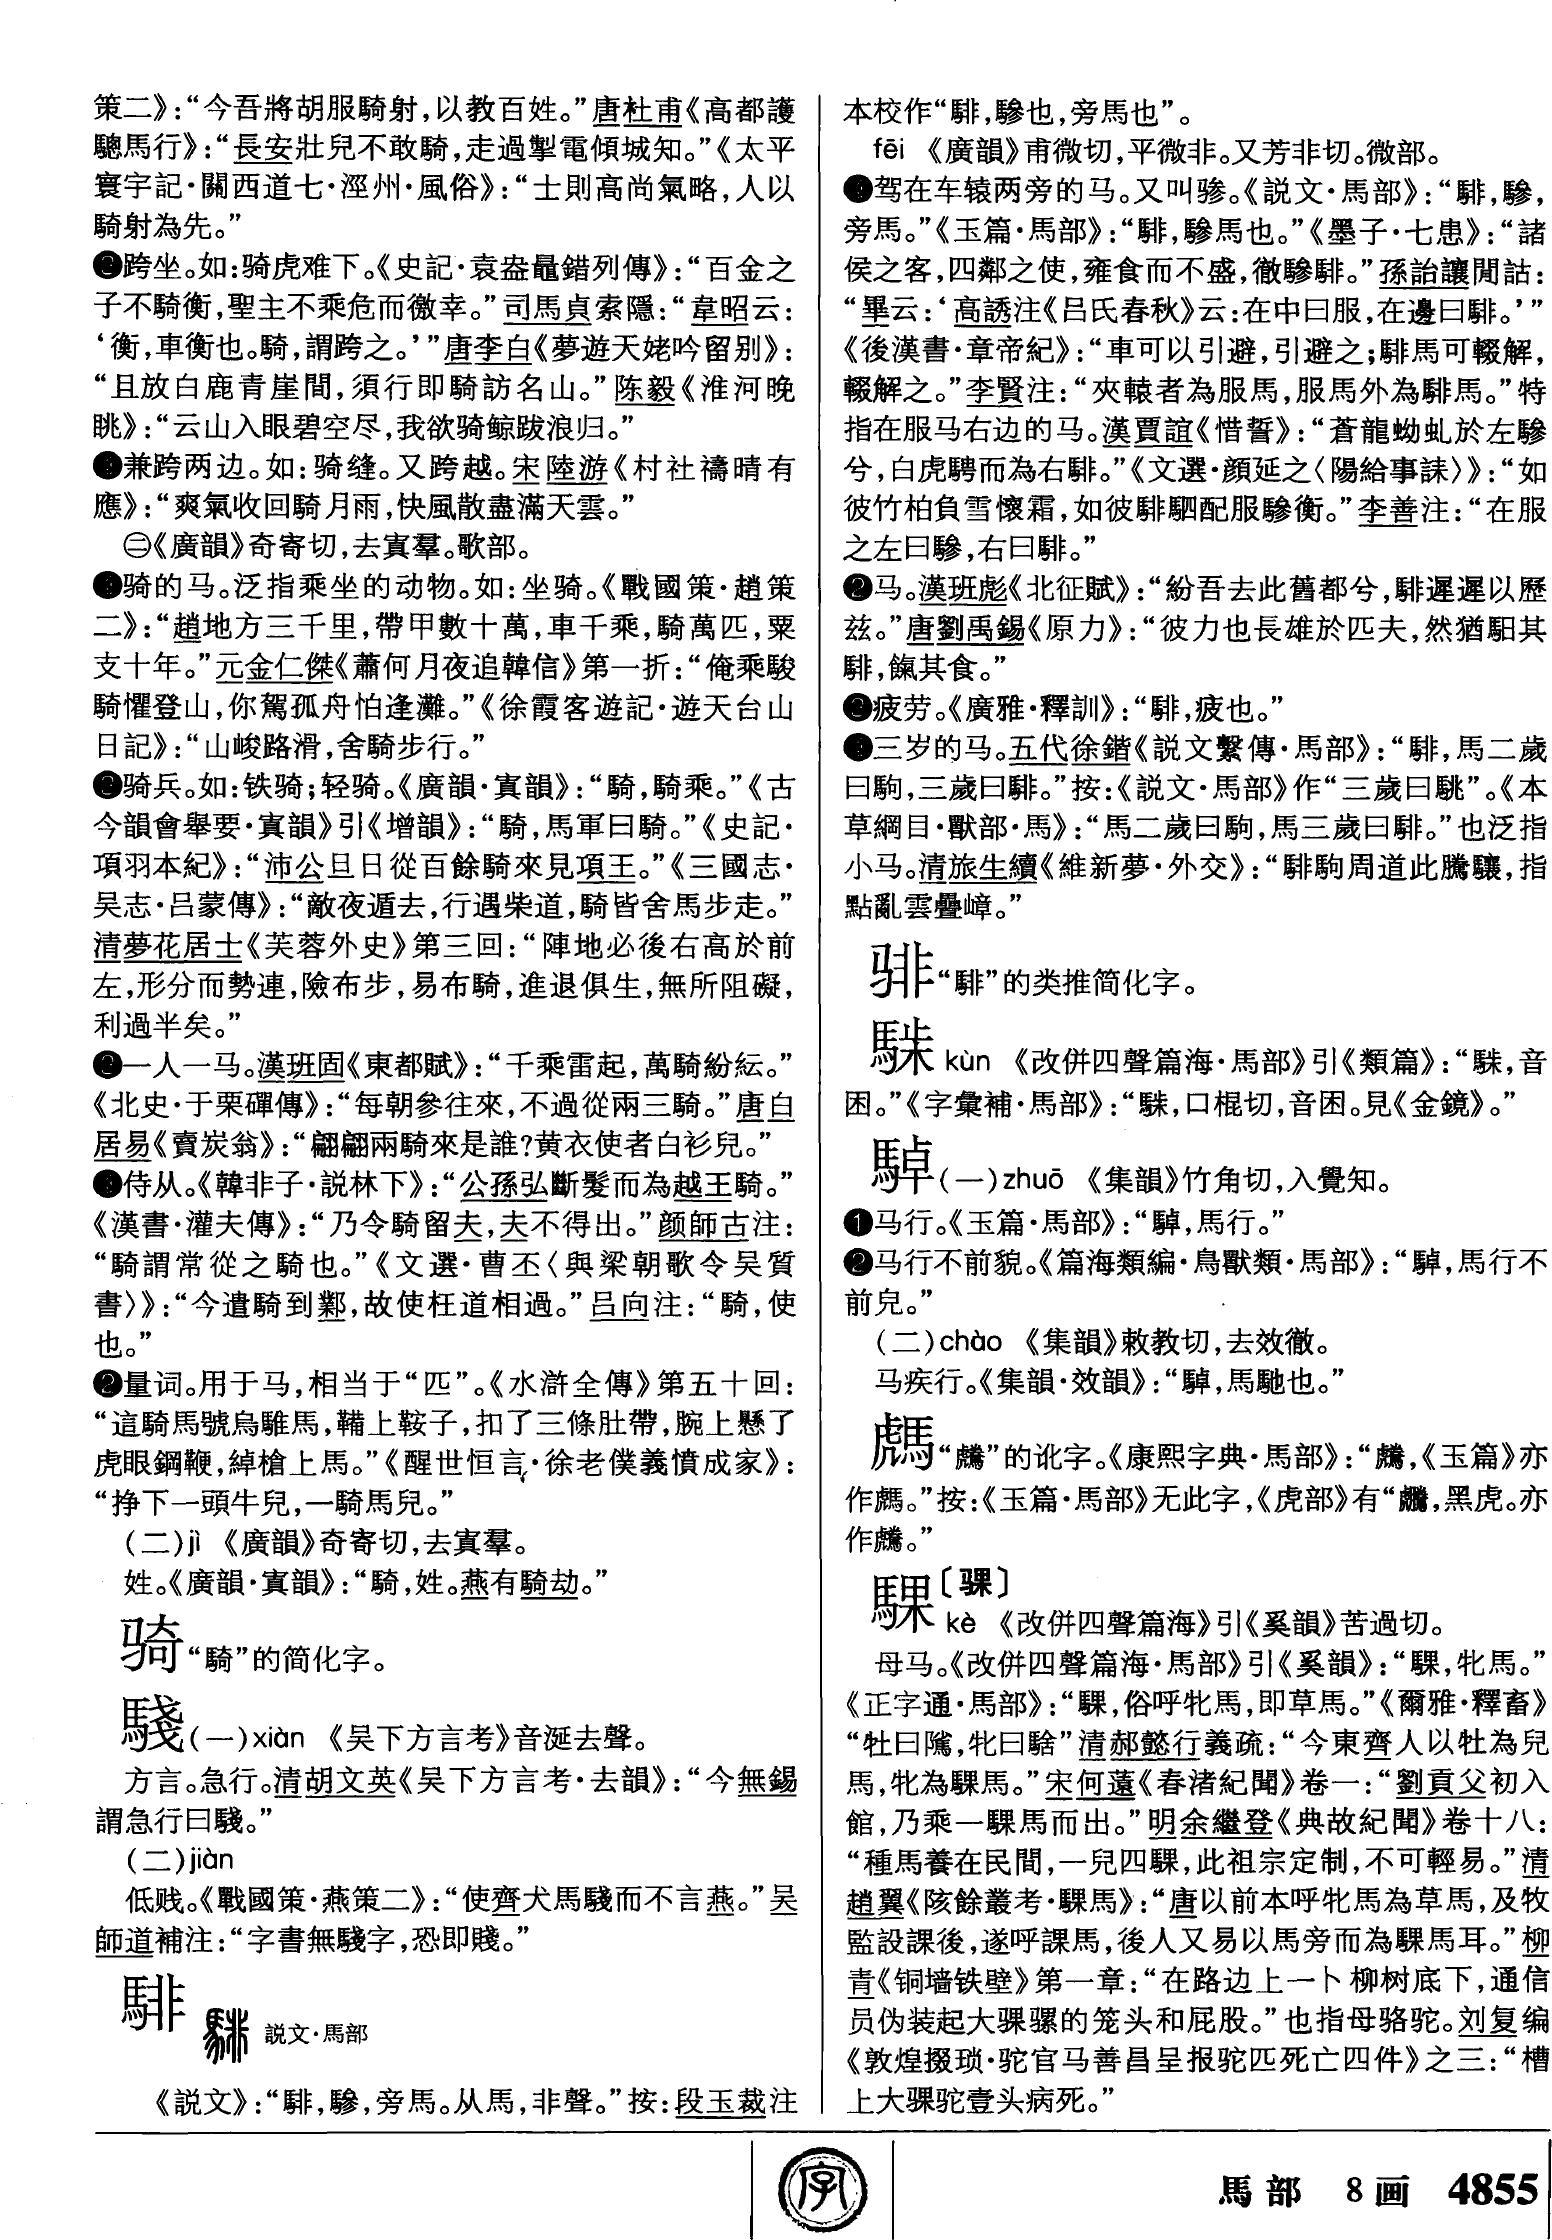 策二》：“今吾將胡服騎射，以教百姓。”唐杜甫《高都護
驄馬行》：“長安壯兒不敢騎，走過掣電傾城知。”《太平
寰宇記·關西道七·涇州·風俗》：“士則高尚氣略，人以
騎射為先。”
❷跨坐。如：骑虎难下。《史記·袁盎鼂錯列傳》：“百金之
子不騎衡，聖主不乘危而徼幸。”司馬貞索隱：“韋昭云：
‘衡，車衡也。騎，謂跨之。’”唐李白《夢遊天姥吟留别》：
“且放白鹿青崖間，須行即騎訪名山。”陈毅《淮河晚
眺》：“云山入眼碧空尽，我欲骑鲸跋浪归。”
❸兼跨两边。如：骑缝。又跨越。宋陸游《村社禱晴有
應》：“爽氣收回騎月雨，快風散盡滿天雲。”
㊁《廣韻》奇寄切，去寘羣。歌部。
❶骑的马。泛指乘坐的动物。如：坐骑。《戰國策·趙策
二》：“趙地方三千里，帶甲數十萬，車千乘，騎萬匹，粟
支十年。”元金仁傑《蕭何月夜追韓信》第一折：“俺乘駿
騎懼登山，你駕孤舟怕逢灘。”《徐霞客遊記·遊天台山
日記》：“山峻路滑，舍騎步行。”
❷骑兵。如：铁骑；轻骑。《廣韻·寘韻》：“騎，騎乘。”《古
今韻會舉要·寘韻》引《增韻》：“騎，馬軍曰騎。”《史記·
項羽本紀》：“沛公旦日從百餘騎來見項王。”《三國志·
吴志·吕蒙傳》：“敵夜遁去，行遇柴道，騎皆舍馬步走。”
清夢花居士《芙蓉外史》第三回：“陣地必後右高於前
左，形分而勢連，險布步，易布騎，進退俱生，無所阻礙，
利過半矣。”
❸一人一马。漢班固《東都賦》：“千乘雷起，萬騎紛紜。”
《北史·于栗磾傳》：“每朝參往來，不過從兩三騎。”唐白
居易《賣炭翁》：“翩翩兩騎來是誰？黄衣使者白衫兒。”
❹侍从。《韓非子·説林下》：“公孫弘斷髮而為越王騎。”
《漢書·灌夫傳》：“乃令騎留夫，夫不得出。”颜師古注：
“騎謂常從之騎也。”《文選·曹丕〈與梁朝歌令吴質
書〉》：“今遣騎到鄴，故使枉道相過。”吕向注：“騎，使
也。”
❺量词。用于马，相当于“匹”。《水滸全傳》第五十回：
“這騎馬號烏騅馬，鞴上鞍子，扣了三條肚帶，腕上懸了
虎眼鋼鞭，綽槍上馬。”《醒世恒言·徐老僕義憤成家》：
“挣下一頭牛兒，一騎馬兒。”
（二）jì 《廣韻》奇寄切，去寘羣。
姓。《廣韻·寘韻》：“騎，姓。燕有騎劫。”
骑“騎”的简化字。
騐(一)xiàn 《吴下方言考》音涎去聲。
方言。急行。清胡文英《吴下方言考·去韻》：“今無錫
謂急行曰䮄。”
（二）jiàn
低贱。《戰國策·燕策二》：“使齊犬馬䮄而不言燕。”吴
師道補注：“字書無䮄字，恐即賤。”
騑 説文·馬部
《説文》：“騑，驂，旁馬。从馬，非聲。”按：段玉裁注
本校作“騑，驂也，旁馬也”。
fēi 《廣韻》甫微切，平微非。又芳非切。微部。
❶驾在车辕两旁的马。又叫骖。《説文·馬部》：“騑，驂，
旁馬。”《玉篇·馬部》：“騑，驂馬也。”《墨子·七患》：“諸
侯之客，四鄰之使，雍食而不盛，徹驂騑。”孫詒讓閒詁：
“畢云：‘高誘注《吕氏春秋》云：在中曰服，在邊曰騑。’”
《後漢書·章帝紀》：“車可以引避，引避之；騑馬可輟解，
輟解之。”李賢注：“夾轅者為服馬，服馬外為騑馬。”特
指在服马右边的马。漢賈誼《惜誓》：“蒼龍蚴虬於左驂
兮，白虎騁而為右騑。”《文選·顔延之〈陽給事誄〉》：“如
彼竹柏負雪懷霜，如彼騑駟配服驂衡。”李善注：“在服
之左曰驂，右曰騑。”
❷马。漢班彪《北征賦》：“紛吾去此舊都兮，騑遲遲以歷
兹。”唐劉禹錫《原力》：“彼力也長雄於匹夫，然猶馹其
騑，餼其食。”
❸疲劳。《廣雅·釋訓》：“騑，疲也。”
❹三岁的马。五代徐鍇《説文繫傳·馬部》：“騑，馬二歲
曰駒，三歲曰騑。”按：《説文·馬部》作“三歲曰駣”。《本
草綱目·獸部·馬》：“馬二歲曰駒，馬三歲曰騑。”也泛指
小马。清旅生續《維新夢·外交》：“騑駒周道此騰驤，指
點亂雲疊嶂。”
𬴂“騑”的类推简化字。
kùn 《改併四聲篇海·馬部》引《類篇》：“，音
困。”《字彙補·馬部》：“，口棍切，音困。見《金鏡》。”
䮓(一)zhuō 《集韻》竹角切，入覺知。
❶马行。《玉篇·馬部》：“䮓，馬行。”
❷马行不前貌。《篇海類編·鳥獸類·馬部》：“䮓，馬行不
前皃。”
（二）chào 《集韻》敕教切，去效徹。
马疾行。《集韻·效韻》：“䮓，馬馳也。”
“”的讹字。《康熙字典·馬部》：“，《玉篇》亦
作。”按：《玉篇·馬部》无此字，《虎部》有“，黑虎。亦
作。”
騍〔骒〕
kè 《改併四聲篇海》引《奚韻》苦過切。
母马。《改併四聲篇海·馬部》引《奚韻》：“騍，牝馬。”
《正字通·馬部》：“騍，俗呼牝馬，即草馬。”《爾雅·釋畜》
“牡曰騭，牝曰騇”清郝懿行義疏：“今東齊人以牡為兒
馬，牝為騍馬。”宋何薳《春渚紀聞》卷一：“劉貢父初入
館，乃乘一騍馬而出。”明余繼登《典故紀聞》卷十八：
“種馬養在民間，一兒四騍，此祖宗定制，不可輕易。”清
趙翼《陔餘叢考·騍馬》：“唐以前本呼牝馬為草馬，及牧
監設課後，遂呼課馬，後人又易以馬旁而為騍馬耳。”柳
青《铜墙铁壁》第一章：“在路边上一卜柳树底下，通信
员伪装起大骒骡的笼头和屁股。”也指母骆驼。刘复编
《敦煌掇琐·驼官马善昌呈报驼匹死亡四件》之三：“槽
上大骒驼壹头病死。”
字
馬部 8画 4855